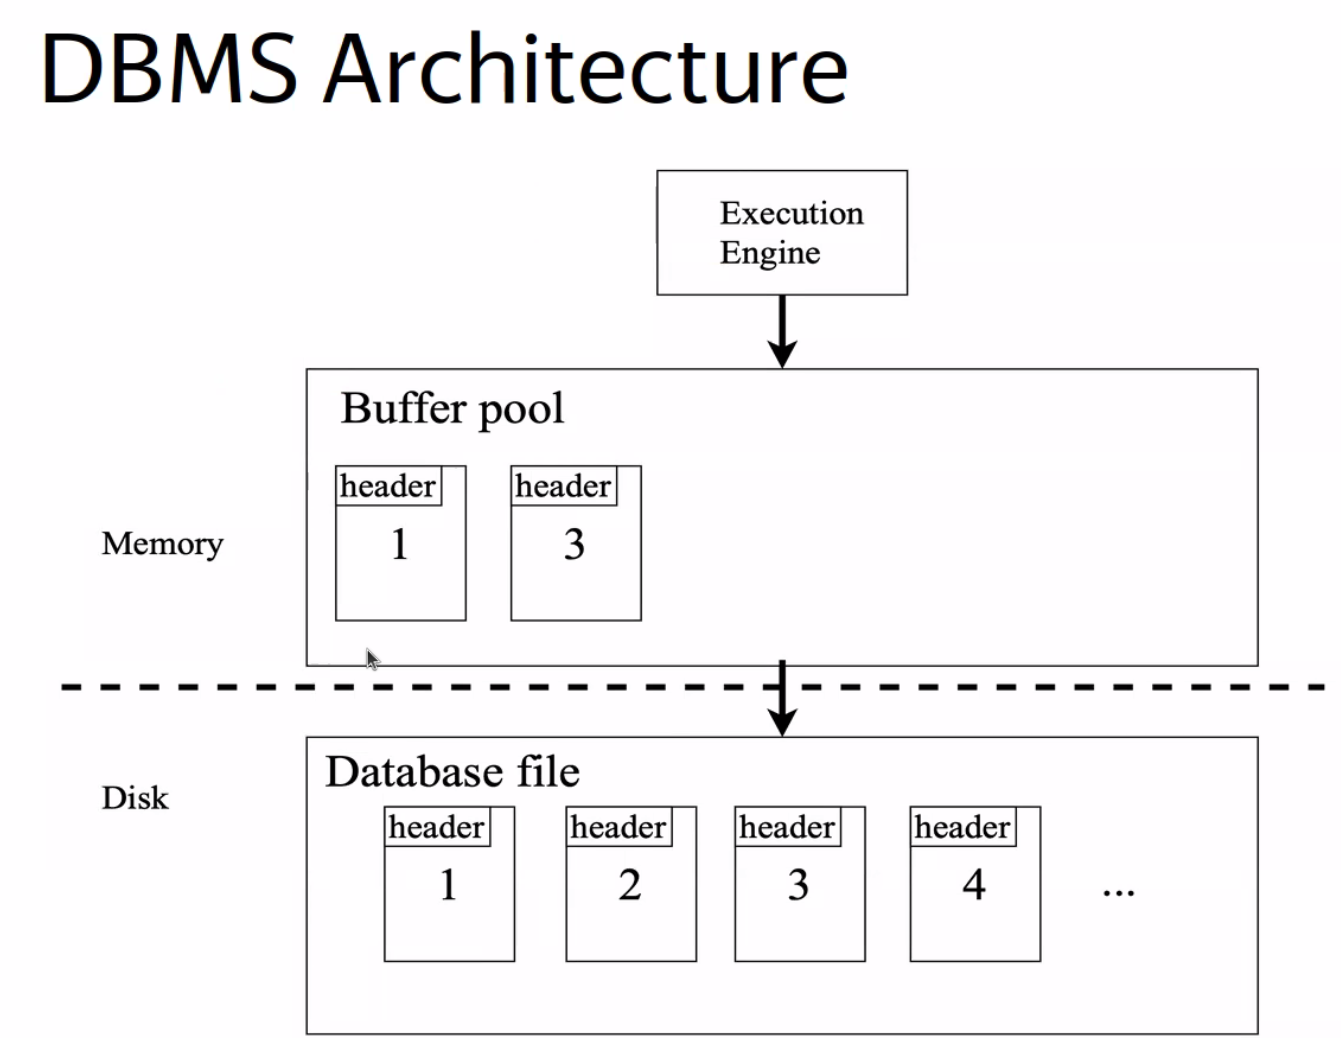 DBMS Architecture
Execution
Engine
Buffer pool
header
1
header
3
Memory
Disk
Database file
header
1
header
2
header
3
header
4
...